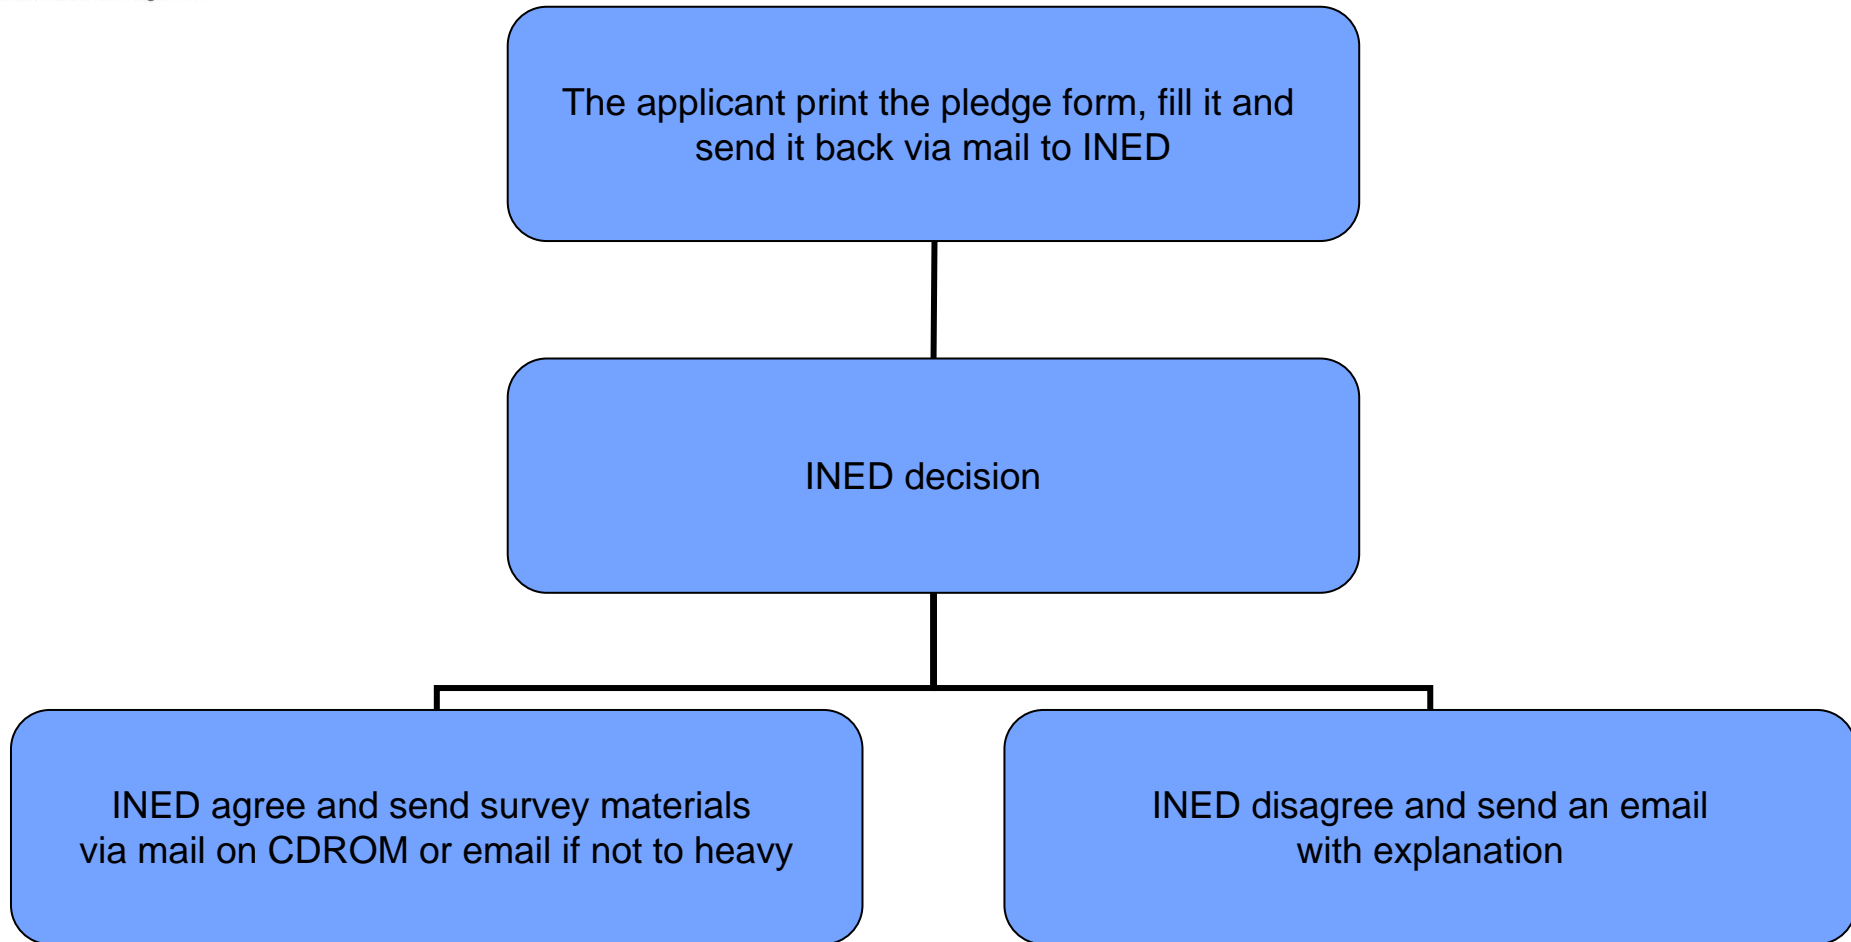 The applicant print the pledge form, fill it and
send it back via mail to INED
INED decision
INED agree and send survey materials
via mail on CDROM or email if not to heavy
INED disagree and send an email
with explanation